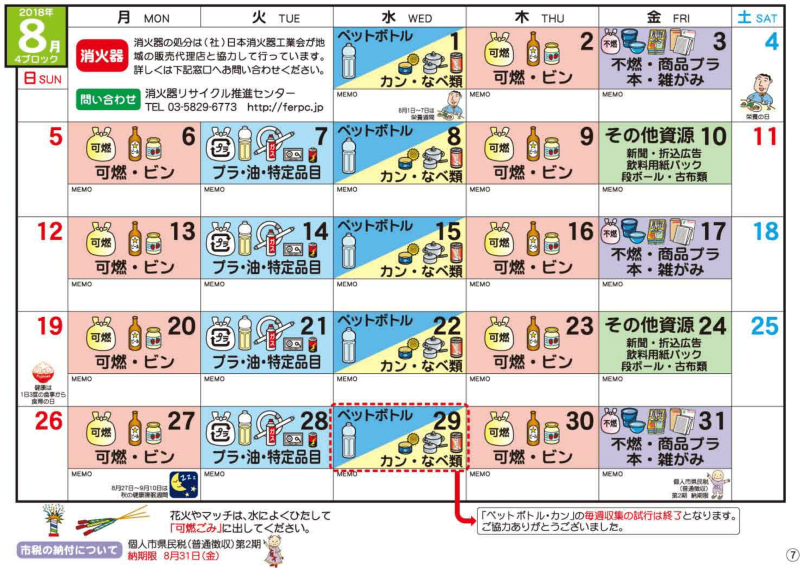 2018年
8月
4ブロック
月 MON
火 TUE
水 WED
木 THU
金 FRI
土 SAT
日 SUN
消火器
消火器の処分は(社)日本消火器工業会が地
域の販売代理店と協力して行っています。
詳しくは下記窓口へお問い合わせください。
問い合わせ
消火器リサイクル推進センター
TEL 03-5829-6773 http://ferpc.jp
ペットボトル
1
カン・なべ類
MEMO
8月1日~7日は
栄養週間
可燃
2
可燃・ビン
MEMO
不燃
3
不燃・商品プラ
本・雑がみ
MEMO
4
栄養の日
5
可燃
6
可燃・ビン
MEMO
プラ
ガス
7
プラ・油・特定品目
MEMO
ペットボトル
8
カン・なべ類
MEMO
可燃
9
可燃・ビン
MEMO
その他資源 10
新聞・折込広告
飲料用紙パック
段ボール・古布類
MEMO
11
12
可燃
13
可燃・ビン
MEMO
プラ
ガス
14
プラ・油・特定品目
MEMO
ペットボトル
15
カン・なべ類
MEMO
可燃
16
可燃・ビン
MEMO
不燃
17
不燃・商品プラ
本・雑がみ
MEMO
18
19
健康は
1日3度の食事から
食育の日
可燃
20
可燃・ビン
MEMO
プラ
ガス
21
プラ・油・特定品目
MEMO
ペットボトル
22
カン・なべ類
MEMO
可燃
23
可燃・ビン
MEMO
その他資源 24
新聞・折込広告
飲料用紙パック
段ボール・古布類
MEMO
25
26
可燃
27
可燃・ビン
MEMO
8月27日~9月10日は
秋の健康睡眠週間
プラ
ガス
28
プラ・油・特定品目
MEMO
ペットボトル
29
カン・なべ類
MEMO
可燃
30
可燃・ビン
MEMO
不燃
31
不燃・商品プラ
本・雑がみ
MEMO
個人市県民税
(普通徴収)
第2期 納期限
花火やマッチは、水によくひたして
「可燃ごみ」に出してください。
「ペットボトル・カン」の毎週収集の試行は終了となります。
ご協力ありがとうございました。
市税の納付について
個人市県民税(普通徴収)第2期
納期限 8月31日(金)
⑦